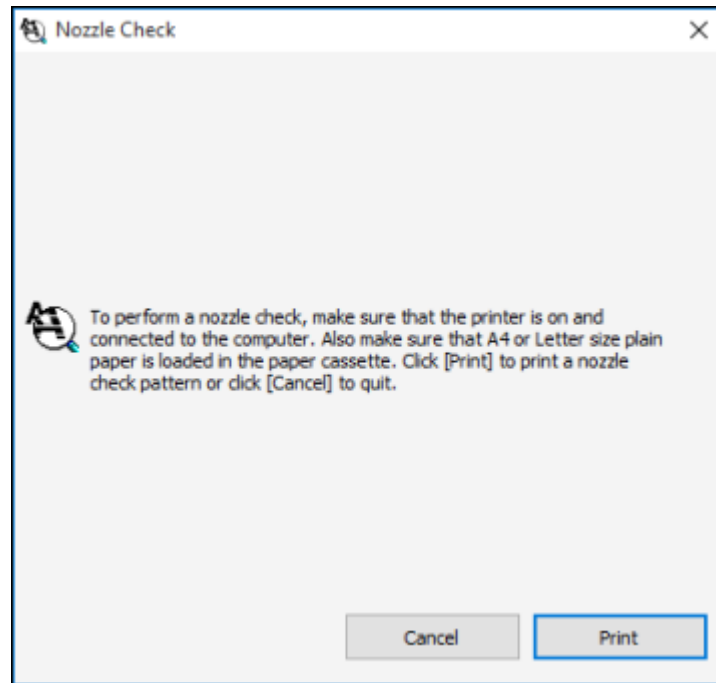 Nozzle Check
To perform a nozzle check, make sure that the printer is on and
connected to the computer. Also make sure that A4 or Letter size plain
paper is loaded in the paper cassette. Click [Print] to print a nozzle
check pattern or click [Cancel] to quit.
Cancel
Print